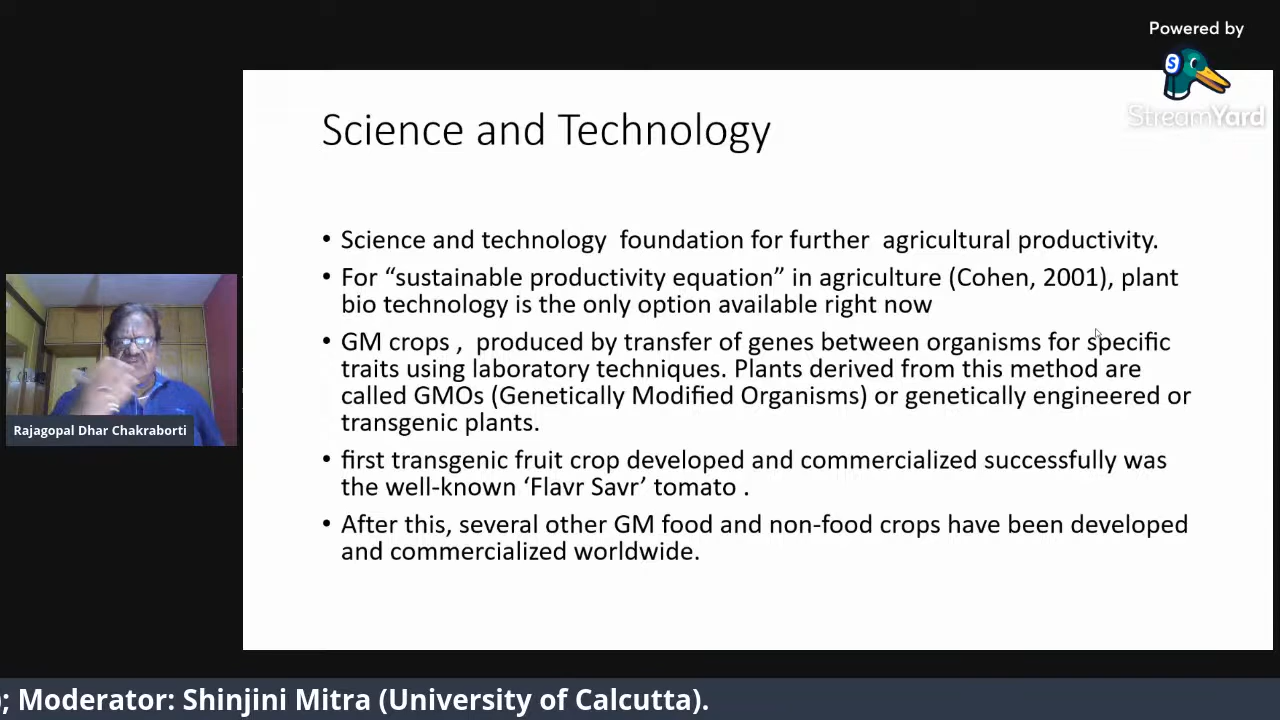 Powered by
StreamYard
Science and Technology
• Science and technology foundation for further agricultural productivity.
• For “sustainable productivity equation” in agriculture (Cohen, 2001), plant
bio technology is the only option available right now
• GM crops , produced by transfer of genes between organisms for specific
traits using laboratory techniques. Plants derived from this method are
called GMOs (Genetically Modified Organisms) or genetically engineered or
transgenic plants.
• first transgenic fruit crop developed and commercialized successfully was
the well-known ‘Flavr Savr’ tomato .
• After this, several other GM food and non-food crops have been developed
and commercialized worldwide.
Rajagopal Dhar Chakraborti
; Moderator: Shinjini Mitra (University of Calcutta).